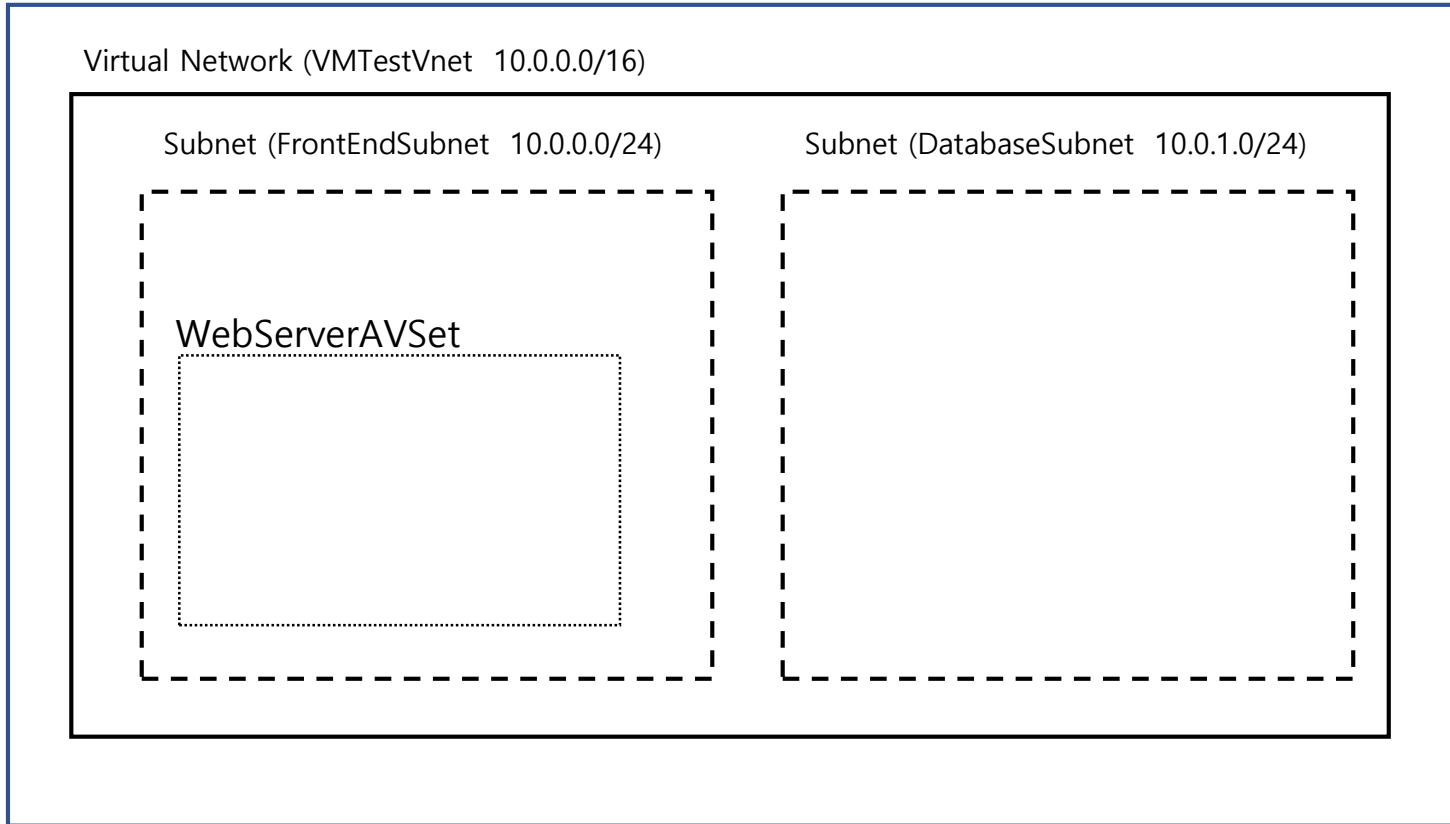 Virtual Network (VMTestVnet 10.0.0.0/16)
Subnet (FrontEndSubnet 10.0.0.0/24)
Subnet (DatabaseSubnet 10.0.1.0/24)
WebServerAVSet